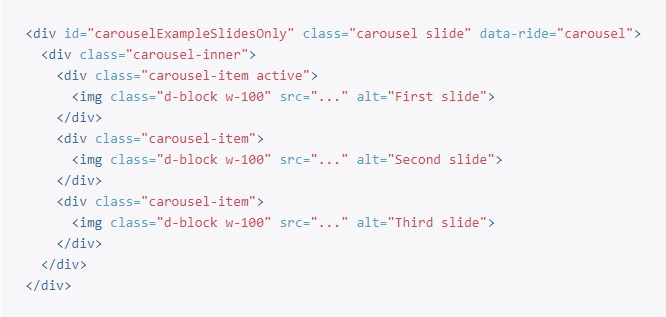 <div id="carouselExampleSlidesOnly" class="carousel slide" data-ride="carousel">
  <div class="carousel-inner">
    <div class="carousel-item active">
      <img class="d-block w-100" src="..." alt="First slide">
    </div>
    <div class="carousel-item">
      <img class="d-block w-100" src="..." alt="Second slide">
    </div>
    <div class="carousel-item">
      <img class="d-block w-100" src="..." alt="Third slide">
    </div>
  </div>
</div>